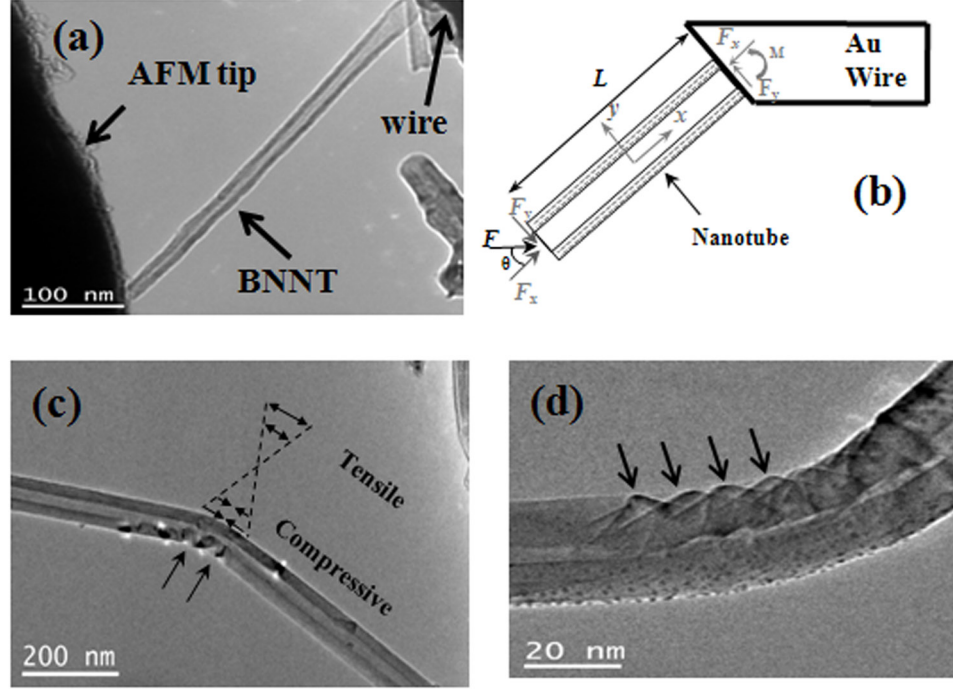 (a)
AFM tip
wire
BNNT
100 nm
(b)
Au
Wire
Fx
M
Fy
L
y
x
Fy
F
θ
Fx
Nanotube
(c)
Tensile
Compressive
200 nm
(d)
20 nm